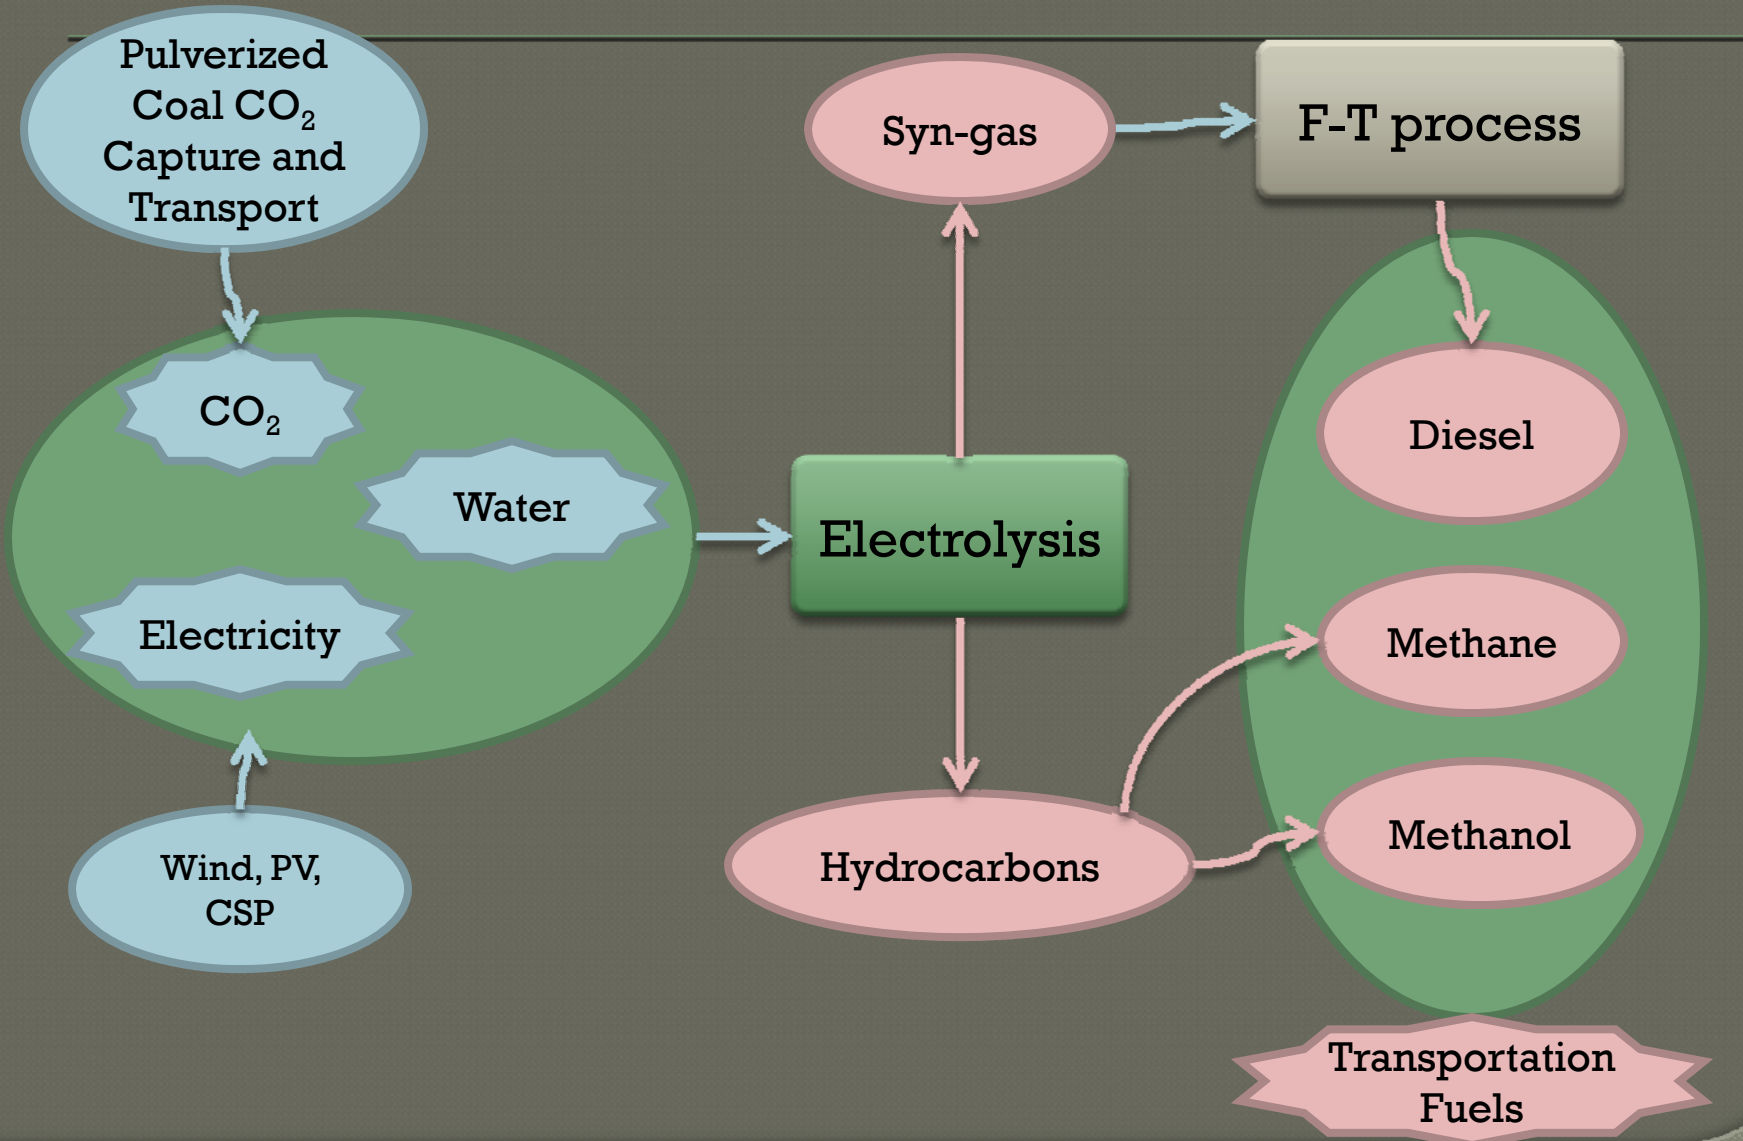 Pulverized
Coal CO₂
Capture and
Transport
Syn-gas
F-T process
CO₂
Water
Electricity
Electrolysis
Diesel
Methane
Methanol
Wind, PV,
CSP
Hydrocarbons
Transportation
Fuels